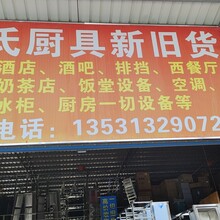 氏厨具新旧货
酒店、酒吧、排挡、西餐厅
奶茶店、饭堂设备、空调、
水柜、厨房一切设备等
电话：13531329072